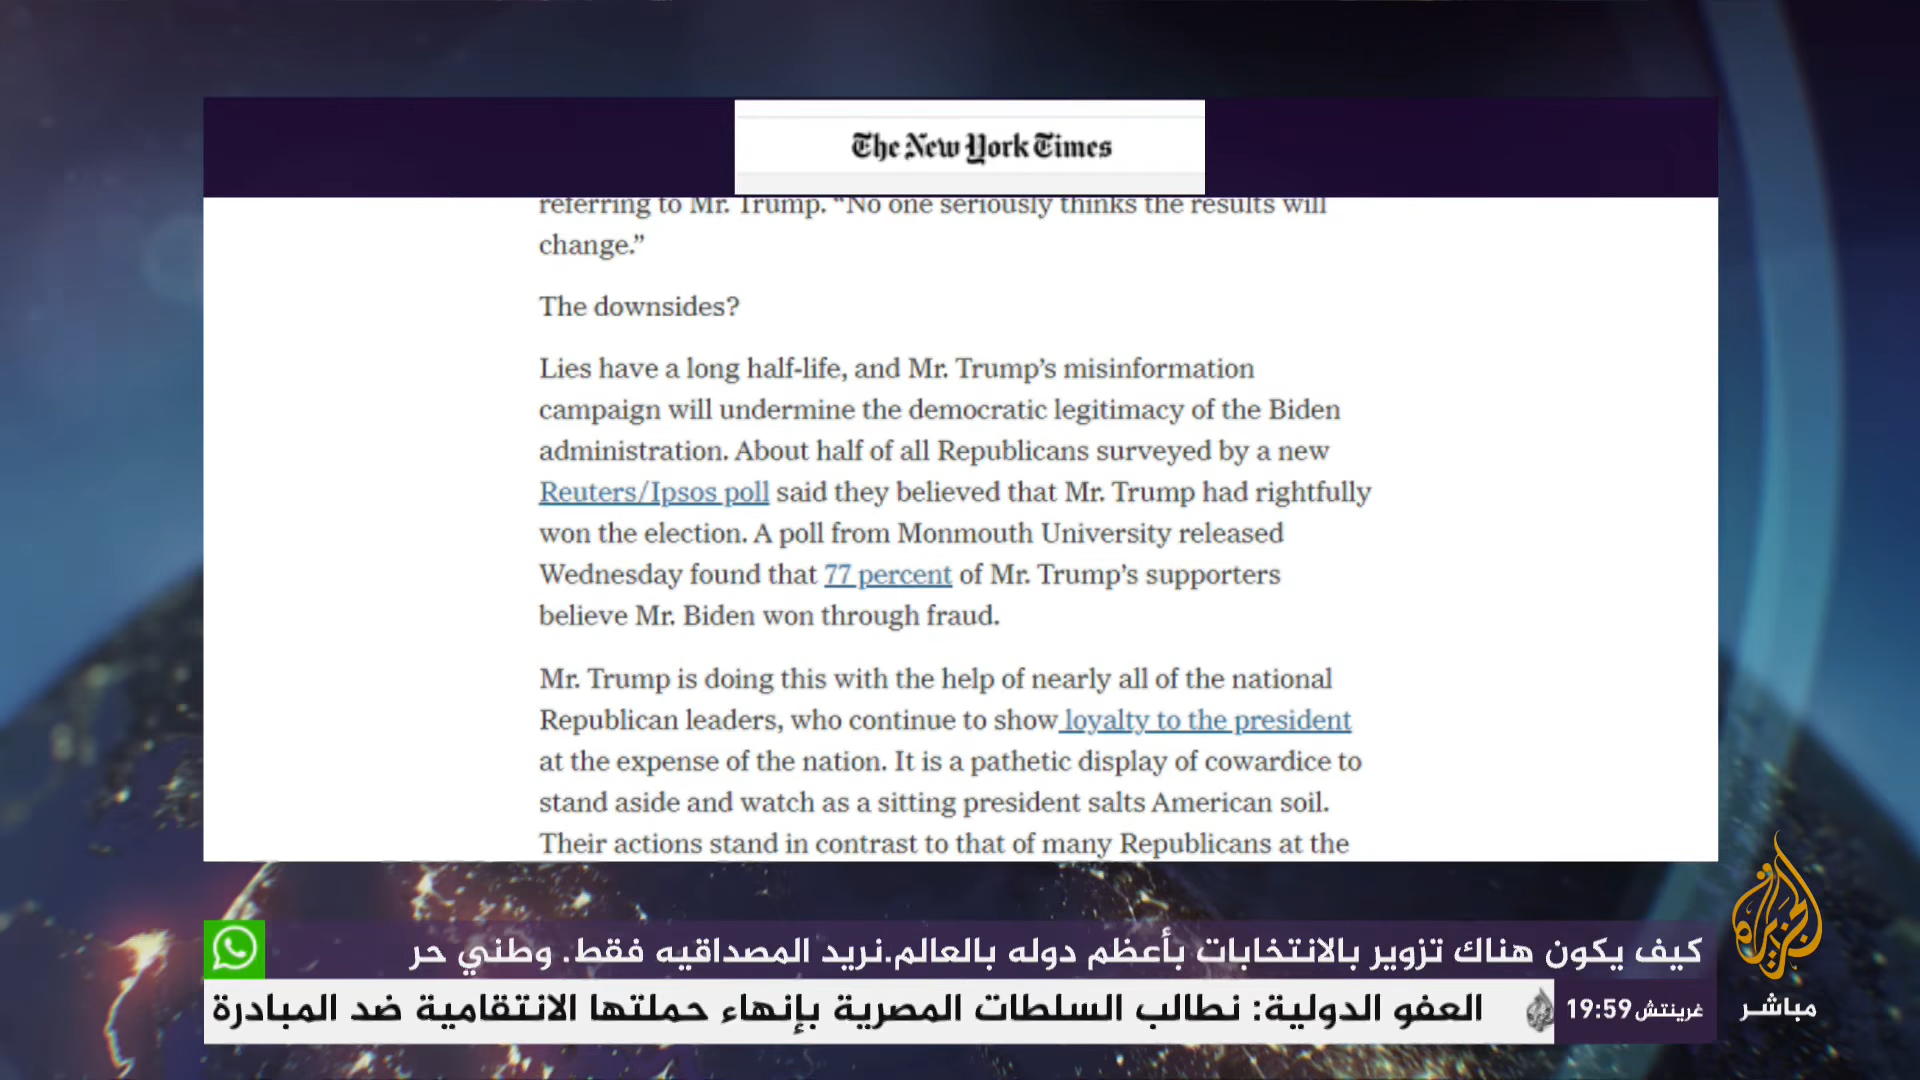 The New York Times
referring to Mr. Trump. “No one seriously thinks the results will
change.”
The downsides?
Lies have a long half-life, and Mr. Trump’s misinformation
campaign will undermine the democratic legitimacy of the Biden
administration. About half of all Republicans surveyed by a new
Reuters/Ipsos poll said they believed that Mr. Trump had rightfully
won the election. A poll from Monmouth University released
Wednesday found that 77 percent of Mr. Trump’s supporters
believe Mr. Biden won through fraud.
Mr. Trump is doing this with the help of nearly all of the national
Republican leaders, who continue to show loyalty to the president
at the expense of the nation. It is a pathetic display of cowardice to
stand aside and watch as a sitting president salts American soil.
Their actions stand in contrast to that of many Republicans at the
كيف يكون هناك تزوير بالانتخابات بأعظم دوله بالعالم.نريد المصداقيه فقط. وطني حر
الجزيرة
مباشر
غرينتش 19:59
العفو الدولية: نطالب السلطات المصرية بإنهاء حملتها الانتقامية ضد المبادرة